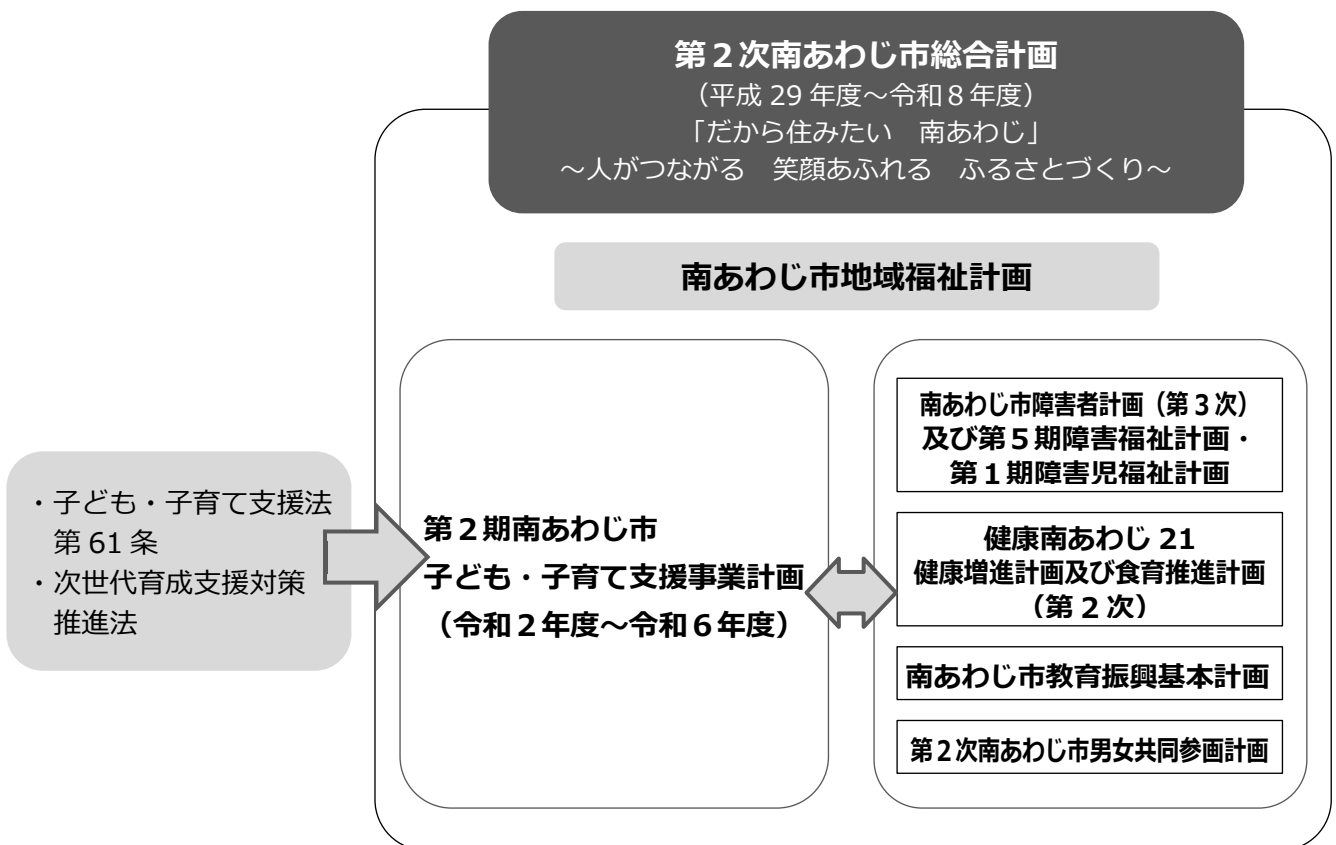 第２次南あわじ市総合計画
（平成 29 年度～令和８年度）
「だから住みたい　南あわじ」
～人がつながる　笑顔あふれる　ふるさとづくり～
南あわじ市地域福祉計画
・子ども・子育て支援法
第 61 条
・次世代育成支援対策
推進法
第２期南あわじ市
子ども・子育て支援事業計画
（令和２年度～令和６年度）
南あわじ市障害者計画（第３次）
及び第５期障害福祉計画・
第１期障害児福祉計画
健康南あわじ 21
健康増進計画及び食育推進計画
（第２次）
南あわじ市教育振興基本計画
第２次南あわじ市男女共同参画計画